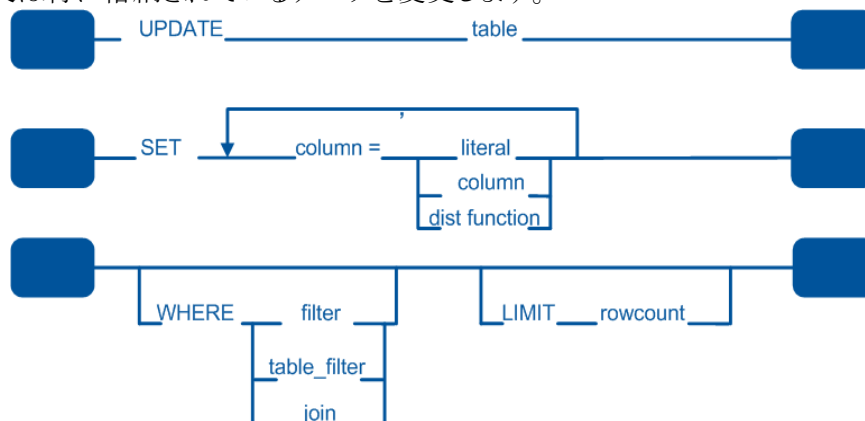 UPDATE table
,
SET column = literal
column
dist function
WHERE filter LIMIT rowcount
table_filter
join